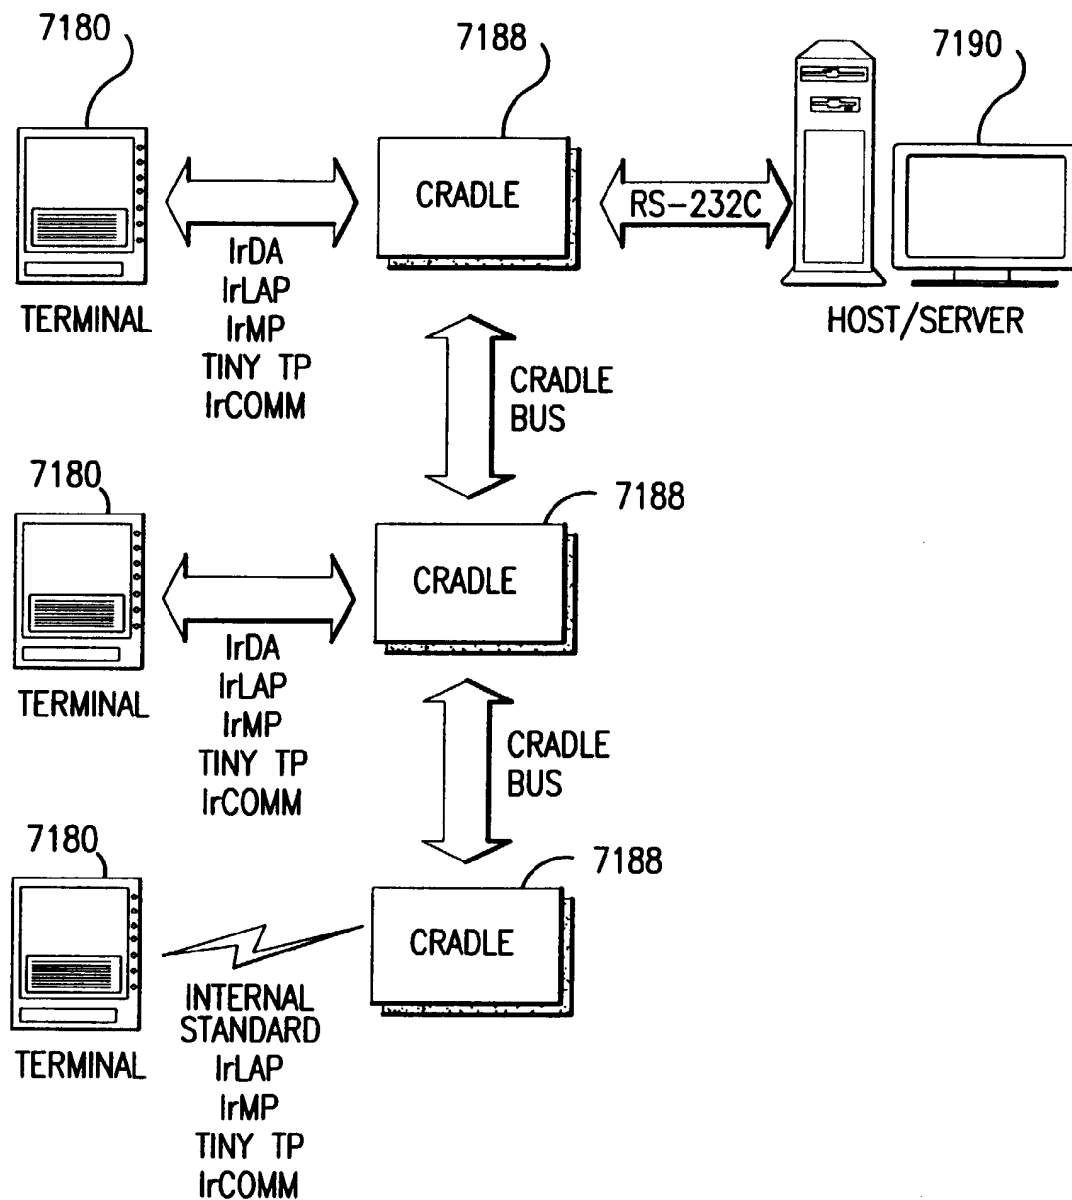 7180
7188
7190
CRADLE
RS-232C
TERMINAL
IrDA
IrLAP
IrMP
TINY TP
IrCOMM
HOST/SERVER
CRADLE
BUS
7180
7188
CRADLE
TERMINAL
IrDA
IrLAP
IrMP
TINY TP
IrCOMM
CRADLE
BUS
7180
7188
CRADLE
TERMINAL
INTERNAL
STANDARD
IrLAP
IrMP
TINY TP
IrCOMM